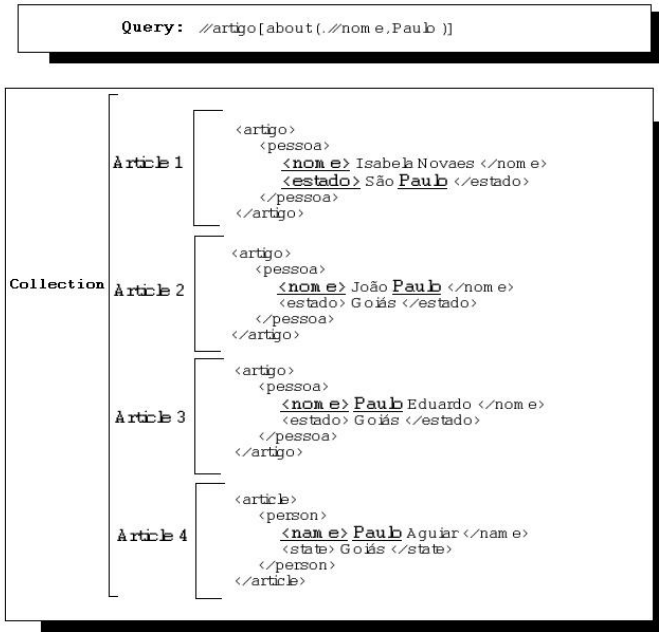 Query: //artigo[about(.//nome,Paulo )]
Article 1
<artigo>
<pessoa>
<nome> Isabela Novaes </nome>
<estado> São Paulo </estado>
</pessoa>
</artigo>
Collection
Article 2
<artigo>
<pessoa>
<nome> João Paulo </nome>
<estado> Goiás </estado>
</pessoa>
</artigo>
Article 3
<artigo>
<pessoa>
<nome> Paulo Eduardo </nome>
<estado> Goiás </estado>
</pessoa>
</artigo>
Article 4
<article>
<person>
<name> Paulo Aguiar </name>
<state> Goiás </state>
</person>
</article>